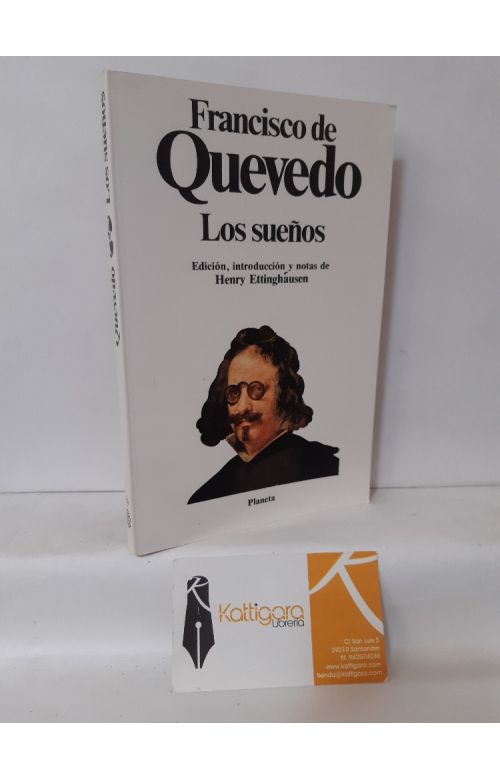 Francisco de
Quevedo
Los sueños
Edición, introducción y notas de
Henry Ettinghausen
Planeta
Quevedo Los sueños
Kattigara
Librería
C/ San Luis 5
39010 Santander
www.kattigara.com
tienda@kattigara.com